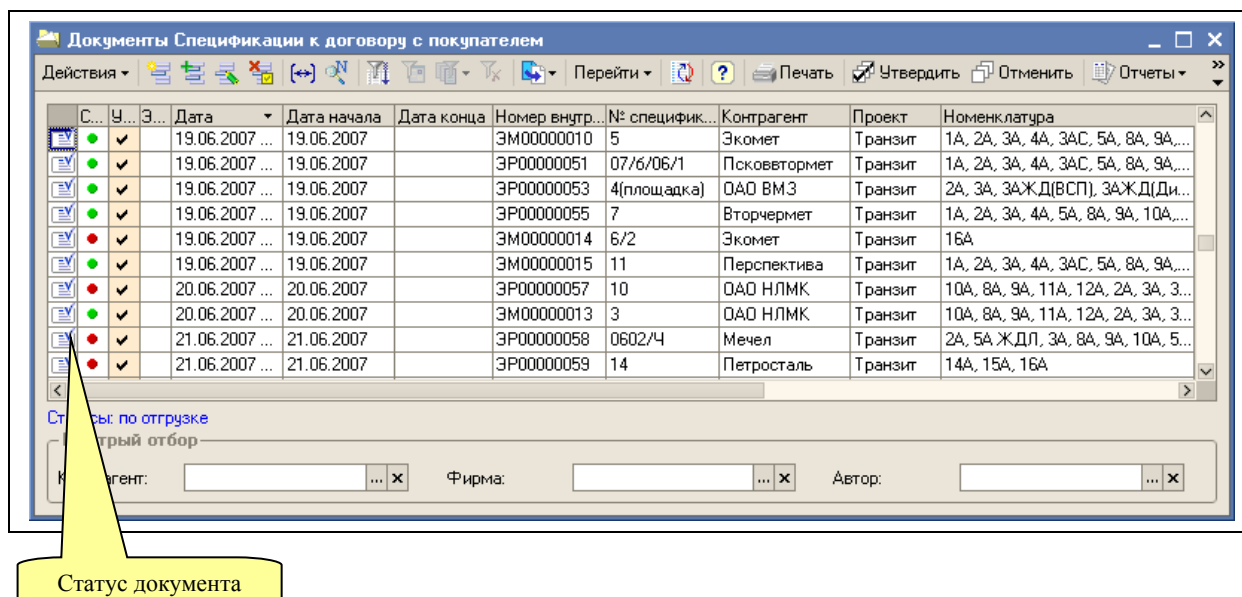 Документы Спецификации к договору с покупателем
Действия Перейти Печать Утвердить Отменить Отчеты »
С... У... Э... Дата Дата начала Дата конца Номер внутр... № специфик... Контрагент Проект Номенклатура
19.06.2007 ... 19.06.2007 ЭМ00000010 5 Экомет Транзит 1А, 2А, 3А, 4А, 3АС, 5А, 8А, 9А,...
19.06.2007 ... 19.06.2007 ЭР00000051 07/6/06/1 Псковвтормет Транзит 1А, 2А, 3А, 4А, 3АС, 5А, 8А, 9А,...
19.06.2007 ... 19.06.2007 ЭР00000053 4(площадка) ОАО ВМЗ Транзит 2А, 3А, 3АЖД(ВСП), 3АЖД(Ди...
19.06.2007 ... 19.06.2007 ЭР00000055 7 Вторчермет Транзит 1А, 2А, 3А, 4А, 5А, 8А, 9А, 10А,...
19.06.2007 ... 19.06.2007 ЭМ00000014 6/2 Экомет Транзит 16А
19.06.2007 ... 19.06.2007 ЭМ00000015 11 Перспектива Транзит 1А, 2А, 3А, 4А, 3АС, 5А, 8А, 9А,...
20.06.2007 ... 20.06.2007 ЭР00000057 10 ОАО НЛМК Транзит 10А, 8А, 9А, 11А, 12А, 2А, 3А, 3...
20.06.2007 ... 20.06.2007 ЭМ00000013 3 ОАО НЛМК Транзит 10А, 8А, 9А, 11А, 12А, 2А, 3А, 3...
21.06.2007 ... 21.06.2007 ЭР00000058 0602/Ч Мечел Транзит 2А, 5А ЖДЛ, 3А, 8А, 9А, 10А, 5...
21.06.2007 ... 21.06.2007 ЭР00000059 14 Петросталь Транзит 14А, 15А, 16А
по отгрузке
отбор
Фирма: Автор:
Статус документа